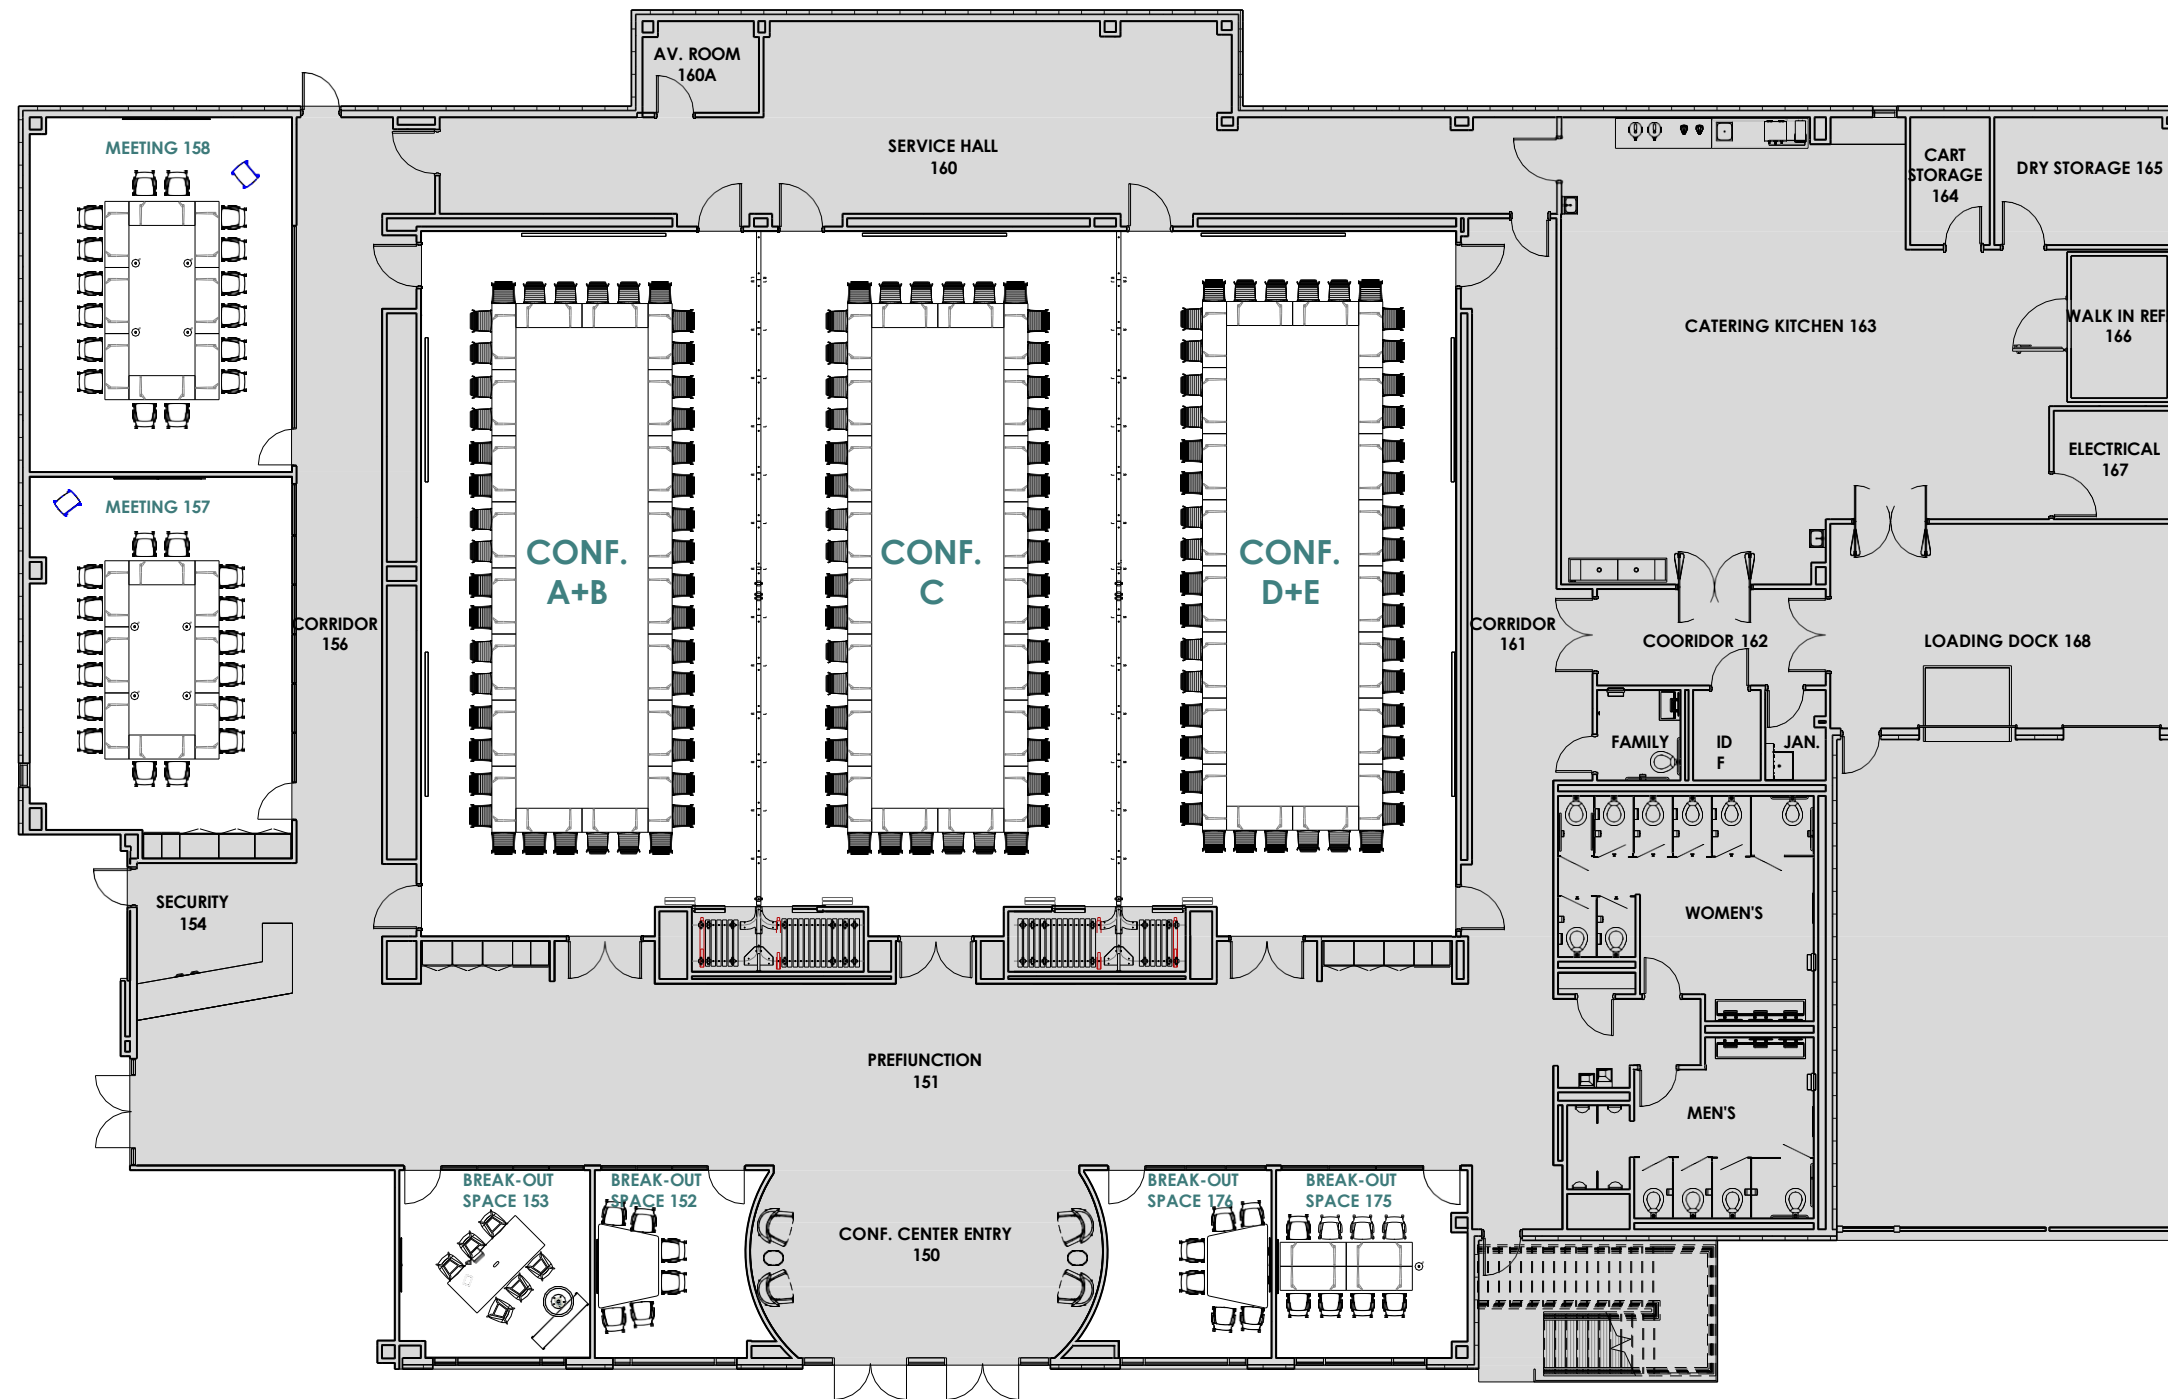 AV. ROOM
160A
MEETING 158
SERVICE HALL
160
CART
STORAGE
164
DRY STORAGE 165
WALK IN REF.
166
CATERING KITCHEN 163
ELECTRICAL
167
MEETING 157
CONF.
A+B
CONF.
C
CONF.
D+E
CORRIDOR
156
CORRIDOR
161
COORIDOR 162
LOADING DOCK 168
FAMILY
ID
F
JAN.
SECURITY
154
WOMEN'S
PREFIUNCTION
151
MEN'S
BREAK-OUT
SPACE 153
BREAK-OUT
SPACE 152
BREAK-OUT
SPACE 176
BREAK-OUT
SPACE 175
CONF. CENTER ENTRY
150